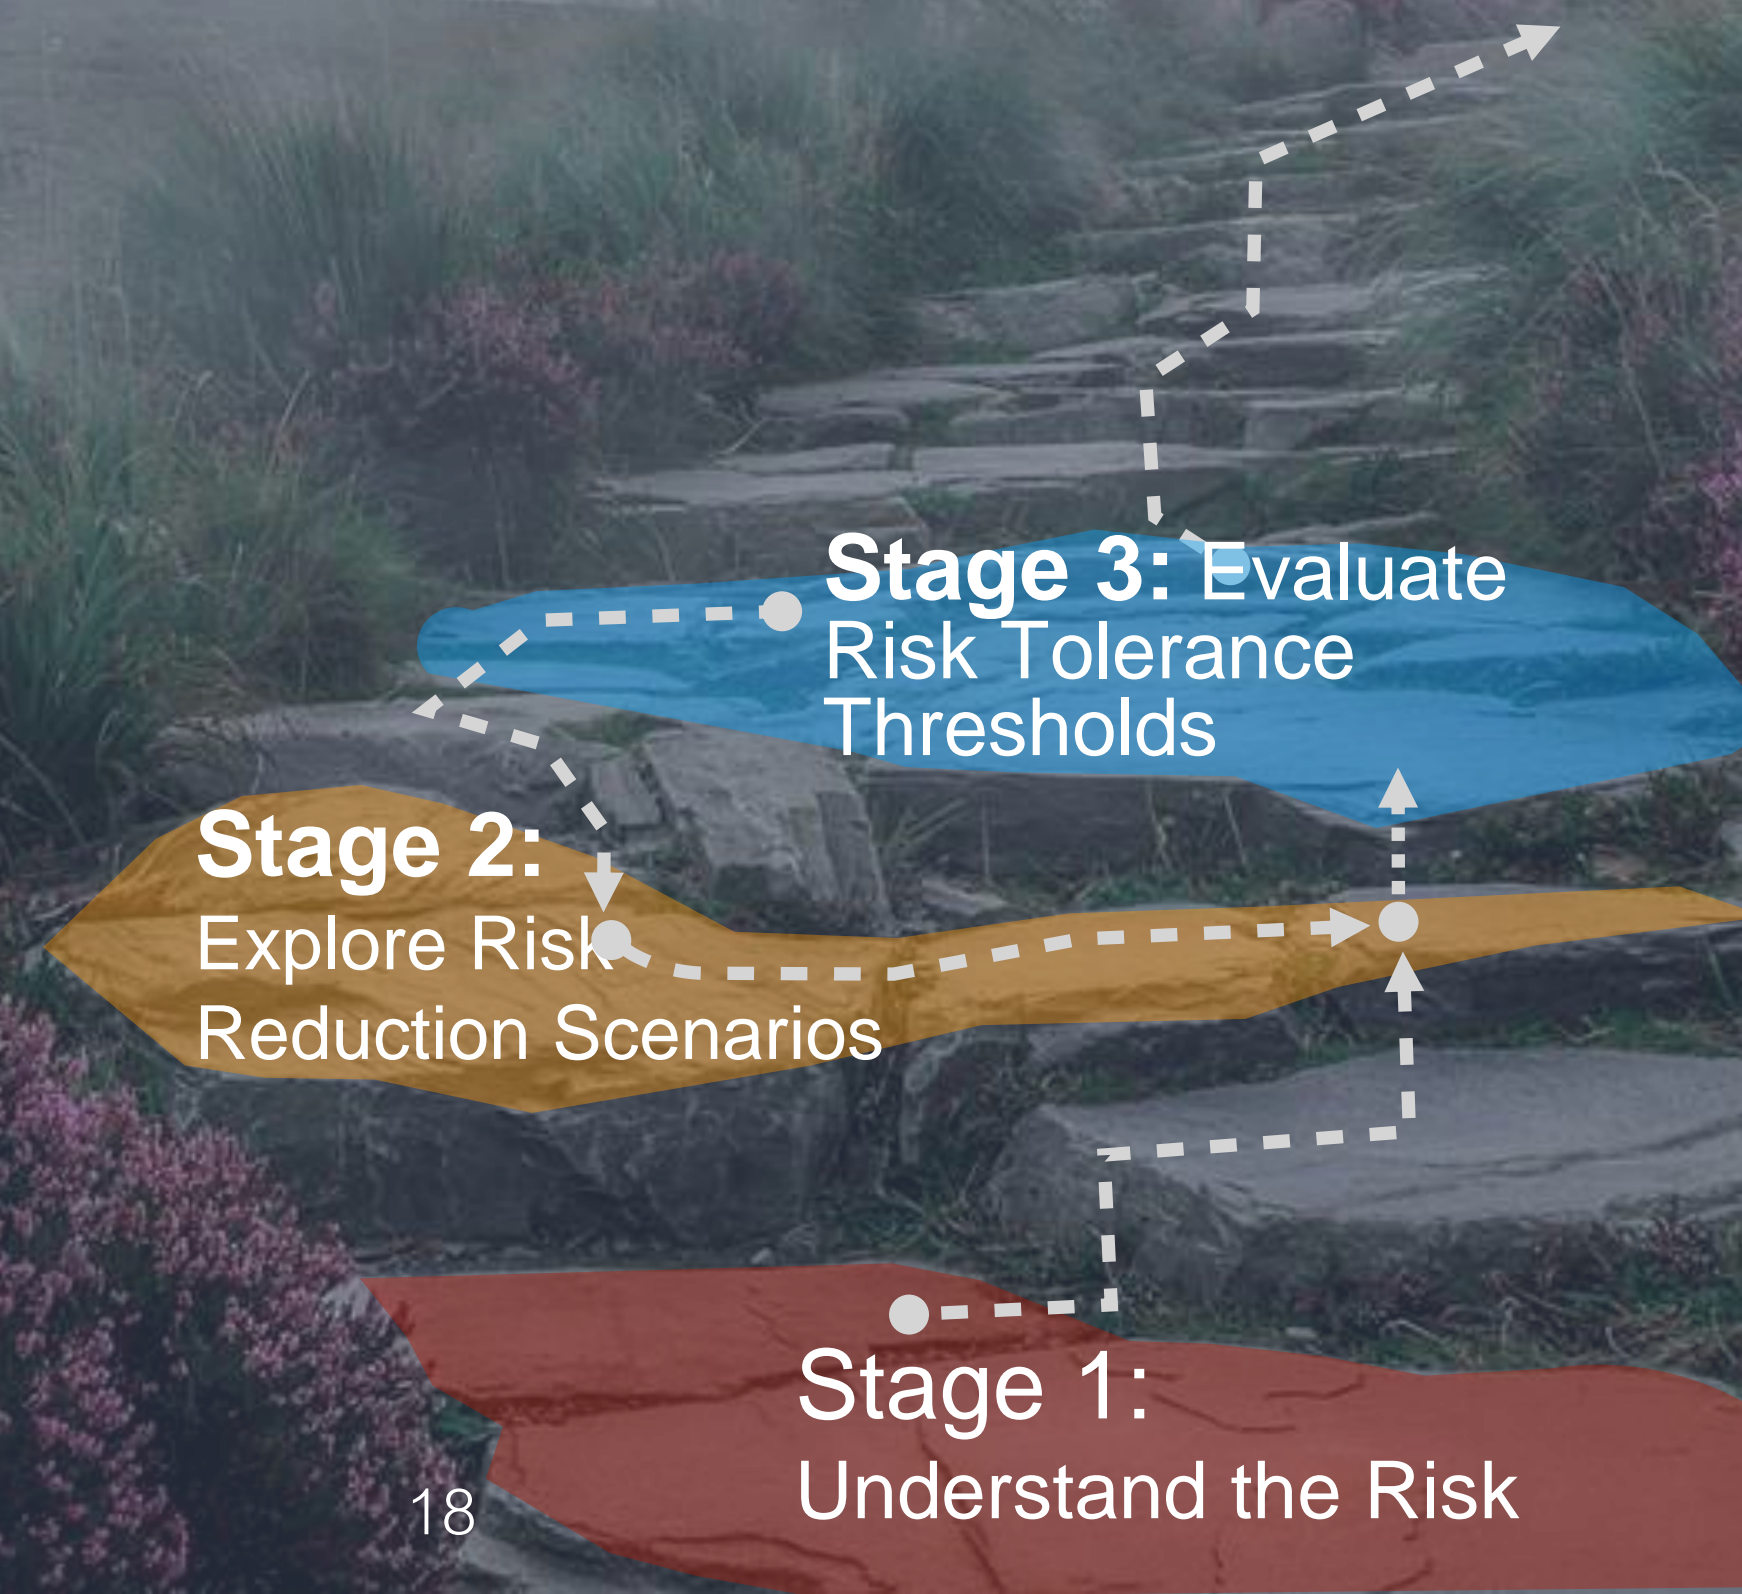 Stage 3: Evaluate
Risk Tolerance
Thresholds
Stage 2:
Explore Risk
Reduction Scenarios
Stage 1:
Understand the Risk
18